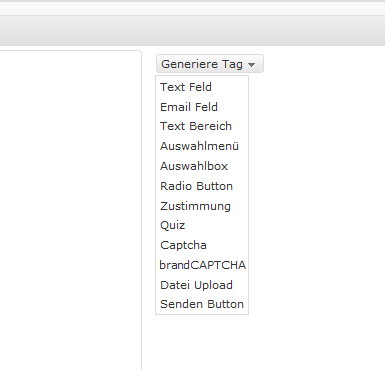 Generiere Tag
Text Feld
Email Feld
Text Bereich
Auswahlmenü
Auswahlbox
Radio Button
Zustimmung
Quiz
Captcha
brandCAPTCHA
Datei Upload
Senden Button